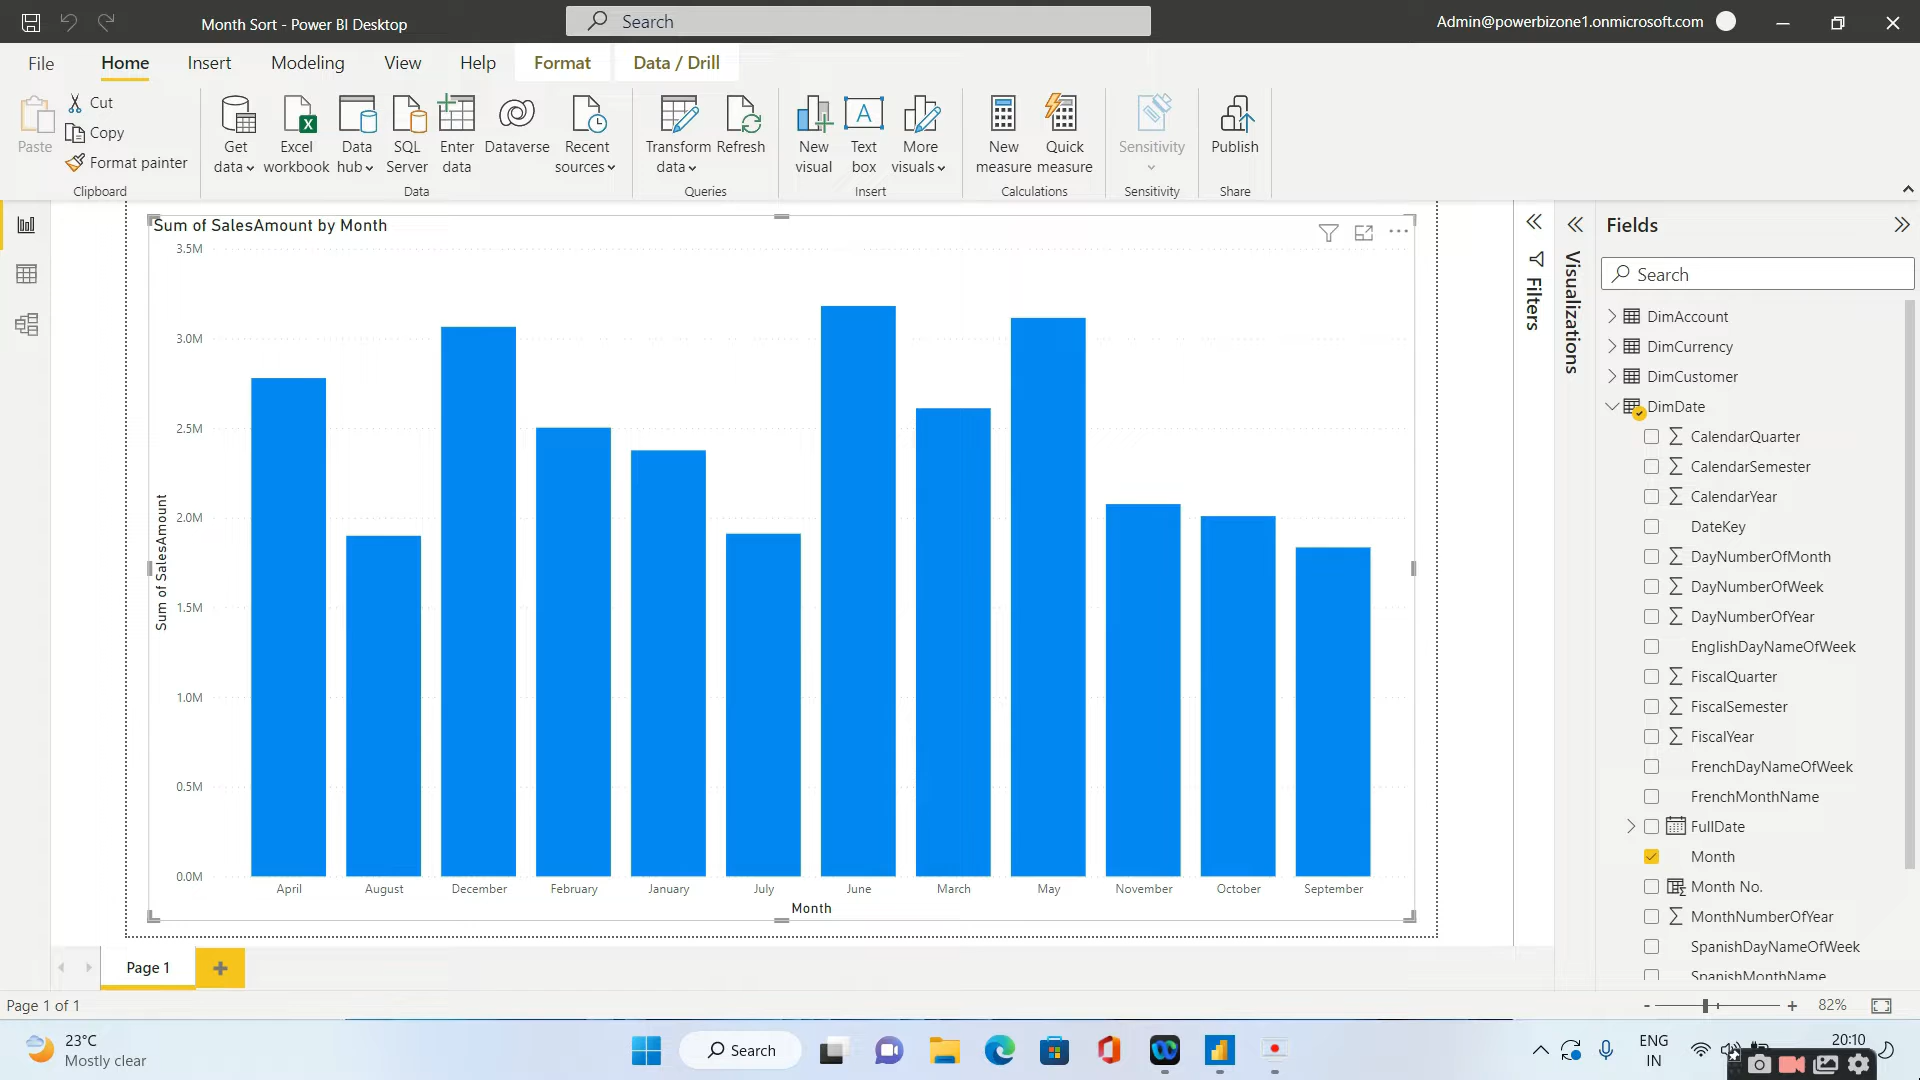 Month Sort - Power BI Desktop
Search
Admin@powerbizone1.onmicrosoft.com
File Home Insert Modeling View Help Format Data / Drill
Paste
Cut
Copy
Format painter
Clipboard
Get data
Excel workbook
Data hub
SQL Server
Enter data
Dataverse
Recent sources
Data
Transform data
Refresh
Queries
New visual
Text box
More visuals
Insert
New measure
Quick measure
Calculations
Sensitivity
Sensitivity
Publish
Share
Sum of SalesAmount by Month
3.5M
3.0M
2.5M
2.0M
1.5M
1.0M
0.5M
0.0M
Sum of SalesAmount
April August December February January July June March May November October September
Month
Filters
Visualizations
Fields
Search
DimAccount
DimCurrency
DimCustomer
DimDate
CalendarQuarter
CalendarSemester
CalendarYear
DateKey
DayNumberOfMonth
DayNumberOfWeek
DayNumberOfYear
EnglishDayNameOfWeek
FiscalQuarter
FiscalSemester
FiscalYear
FrenchDayNameOfWeek
FrenchMonthName
FullDate
Month
Month No.
MonthNumberOfYear
SpanishDayNameOfWeek
SpanishMonthName
Page 1
Page 1 of 1
82%
23°C
Mostly clear
Search
ENG
IN
20:10